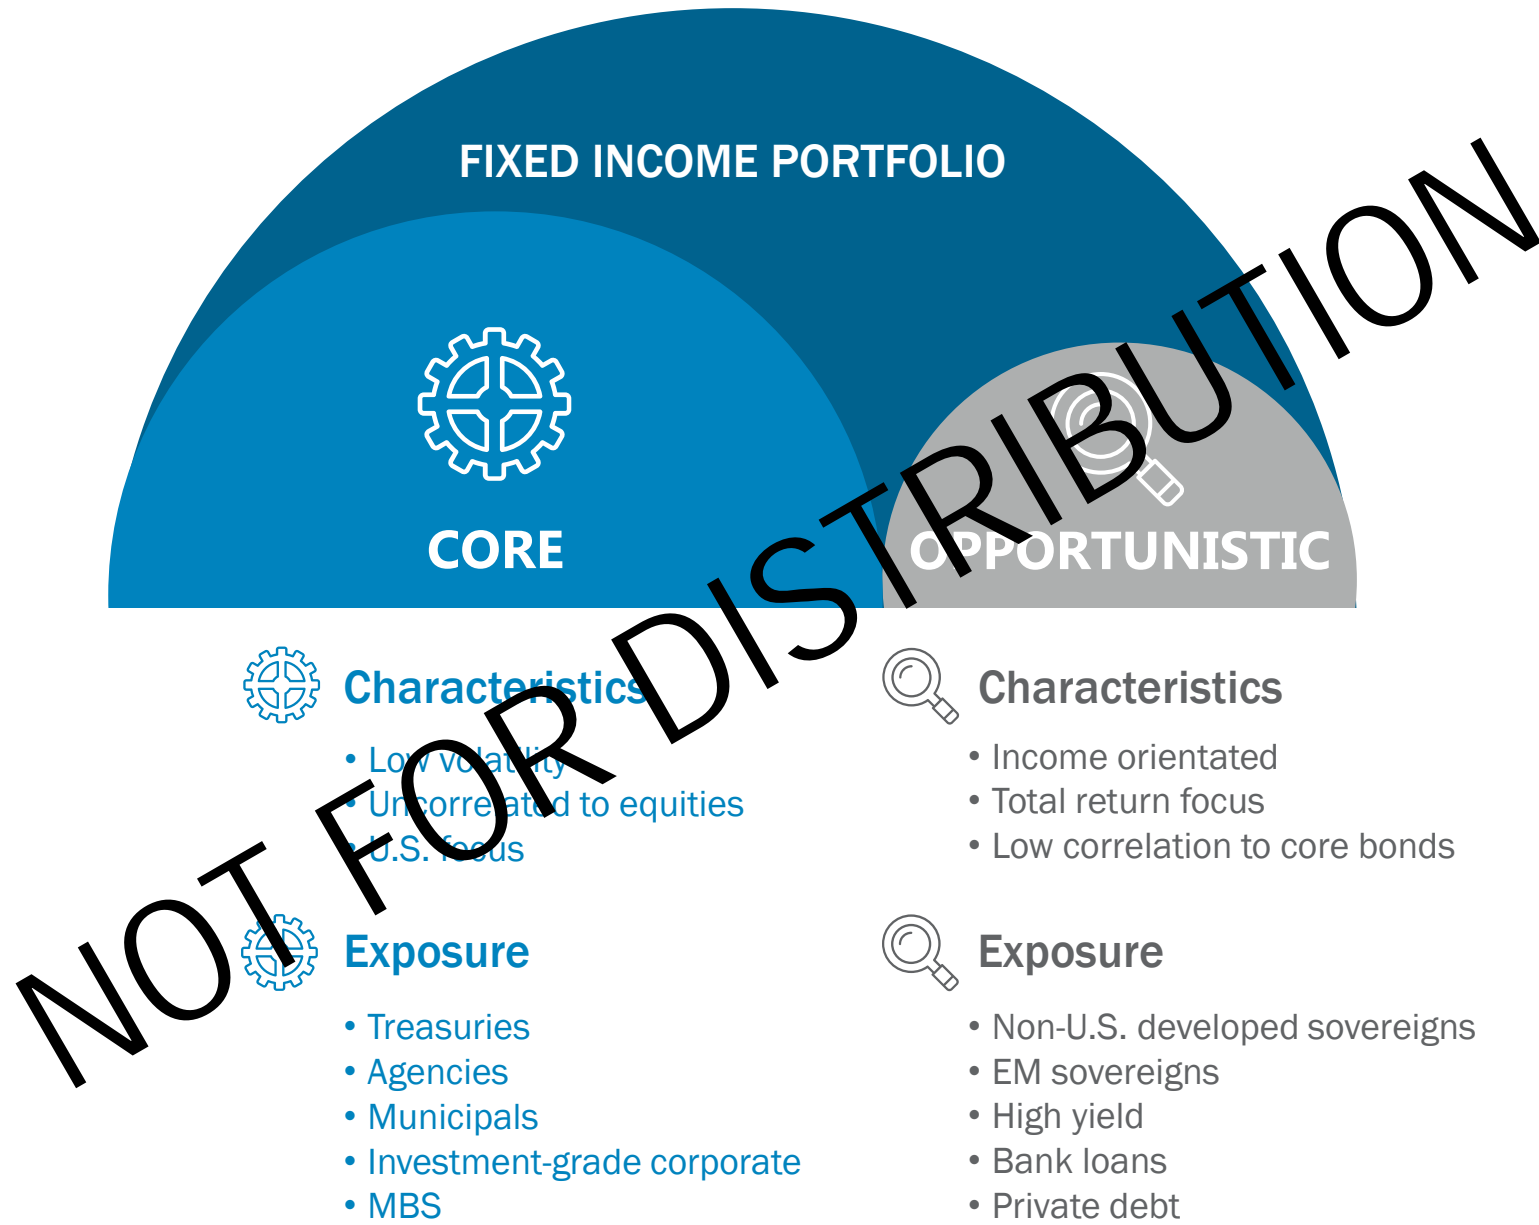 FIXED INCOME PORTFOLIO
CORE
OPPORTUNISTIC
NOT FOR DISTRIBUTION
Characteristics
• Low volatility
• Uncorrelated to equities
• U.S. focus
Exposure
• Treasuries
• Agencies
• Municipals
• Investment-grade corporate
• MBS
Characteristics
• Income orientated
• Total return focus
• Low correlation to core bonds
Exposure
• Non-U.S. developed sovereigns
• EM sovereigns
• High yield
• Bank loans
• Private debt